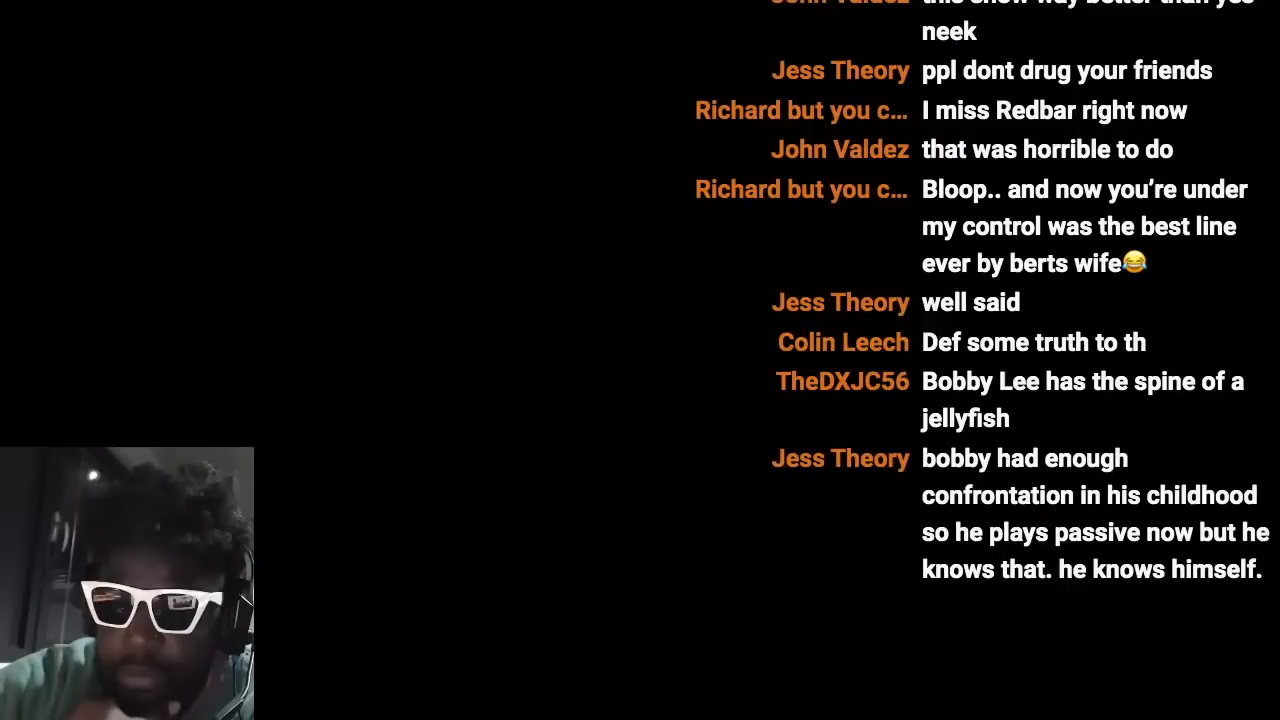 neek
Jess Theory ppl dont drug your friends
Richard but you c... I miss Redbar right now
John Valdez that was horrible to do
Richard but you c... Bloop.. and now you’re under
my control was the best line
ever by berts wife😂
Jess Theory well said
Colin Leech Def some truth to th
TheDXJC56 Bobby Lee has the spine of a
jellyfish
Jess Theory bobby had enough
confrontation in his childhood
so he plays passive now but he
knows that. he knows himself.